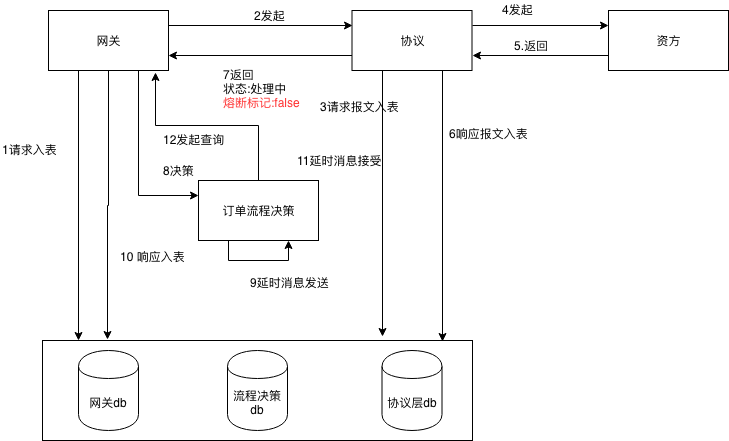 网关
2发起
协议
4发起
5.返回
资方
7返回
状态:处理中
熔断标记:false
3请求报文入表
12发起查询
6响应报文入表
1请求入表
11延时消息接受
8决策
订单流程决策
10 响应入表
9延时消息发送
网关db
流程决策
db
协议层db